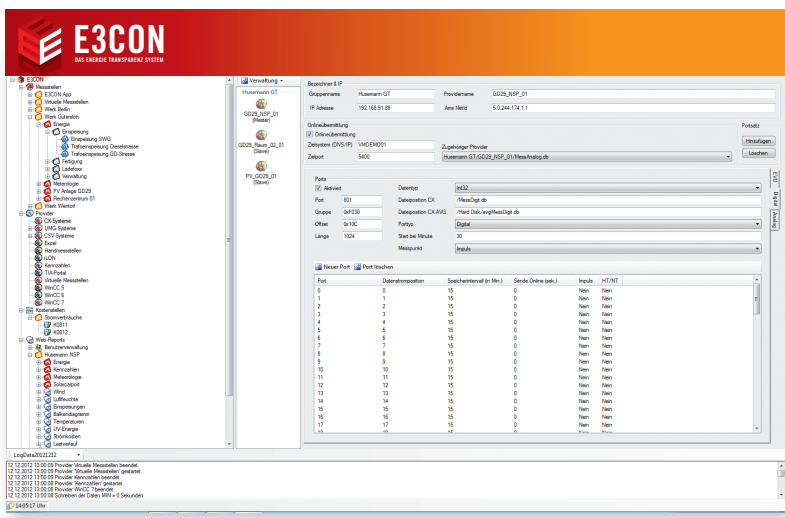 E3CON
DAS ENERGIE TRANSPARENZ SYSTEM
E3CON
Messstellen
E3CON App
Virtuelle Messstellen
Werk Berlin
Werk Gütersloh
Energie
Einspeisung
Einspeisung SWG
Trafoeinspeisung Dieselstrasse
Trafoeinspeisung GD-Strasse
Fertigung
Ladefoxx
Verwaltung
Meterologie
PV Anlage GD29
Rechenzentrum 01
Werk Wentorf
Provider
CX-Systeme
UMG-Systeme
CSV-Systeme
Excel
Handmessstellen
iLON
Kennzahlen
TIA-Portal
Virtuelle Messstellen
WinCC 5
WinCC 6
WinCC 7
Kostenstellen
Stromverbräuche
K0811
K0812
Web-Reports
Benutzerverwaltung
Husemann NSP
Energie
Kennzahlen
Meteorologie
Solarcarport
Wind
Luftfeuchte
Einspeisungen
Balkendiagramm
Temperaturen
UV-Energie
Stromkosten
Lastverlauf
Verwaltung
Husemann GT
GD29_NSP_01
(Master)
GD29_Raum_02_01
(Slave)
PV_GD29_01
(Slave)
Bezeichner & IP
Gruppenname Husemann GT Providername GD29_NSP_01
IP Adresse 192.168.91.88 Ams NetId 5.0.244.174.1.1
Onlineübermittlung
Onlineübermittlung
Zielsystem (DNS/IP) VMDEMO01 Zugehöriger Provider
Zielport 5400 Husemann GT/GD29_NSP_01/MessAnalog.db
Portsatz
Hinzufügen
Löschen
EVU
Digital
Analog
Ports
Aktiviert Datentyp Int32
Port 801 Dateiposition CX /MessDigit.db
Gruppe 0xF030 Dateiposition CX AVG /Hard Disk/avgMessDigit.db
Offset 0x10C Porttyp Digital
Länge 1024 Start bei Minute 30
Messpunkt Impuls
Neuer Port Port löschen
Port Datenstromposition Speicherintervall (in Min.) Sende Online (sek.) Impuls HT/NT
0 0 15 0 Nein Nein
1 1 15 0 Nein Nein
2 2 15 0 Nein Nein
3 3 15 0 Nein Nein
4 4 15 0 Nein Nein
5 5 15 0 Nein Nein
6 6 15 0 Nein Nein
7 7 15 0 Nein Nein
8 8 15 0 Nein Nein
9 9 15 0 Nein Nein
10 10 15 0 Nein Nein
11 11 15 0 Nein Nein
12 12 15 0 Nein Nein
13 13 15 0 Nein Nein
14 14 15 0 Nein Nein
15 15 15 0 Nein Nein
16 16 15 0 Nein Nein
17 17 15 0 Nein Nein
LogData20121212
12.12.2012 13:00:09 Provider Virtuelle Messstellen beendet.
12.12.2012 13:00:09 Provider 'Virtuelle Messstellen' gestartet.
12.12.2012 13:00:09 Provider Kennzahlen beendet.
12.12.2012 13:00:08 Provider 'Kennzahlen' gestartet.
12.12.2012 13:00:08 Provider WinCC 7 beendet.
12.12.2012 13:00:08 Schreiben der Daten MIN = 0 Sekunden
14:05:17 Uhr